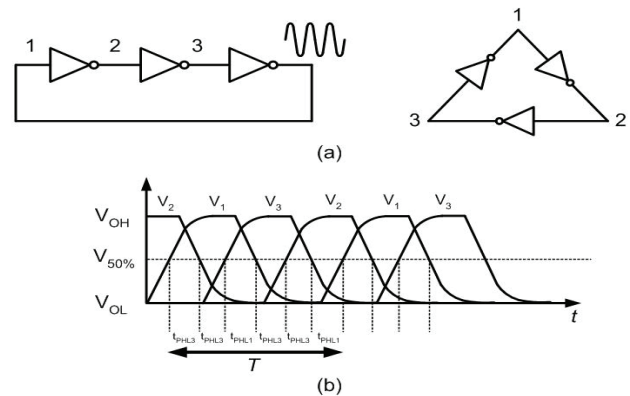 1 2 3
1
3 2
(a)
V2 V1 V3 V2 V1 V3
VOH
V50%
VOL
t
tPHL3 tPHL3 tPHL1 tPHL3 tPHL3 tPHL1
T
(b)